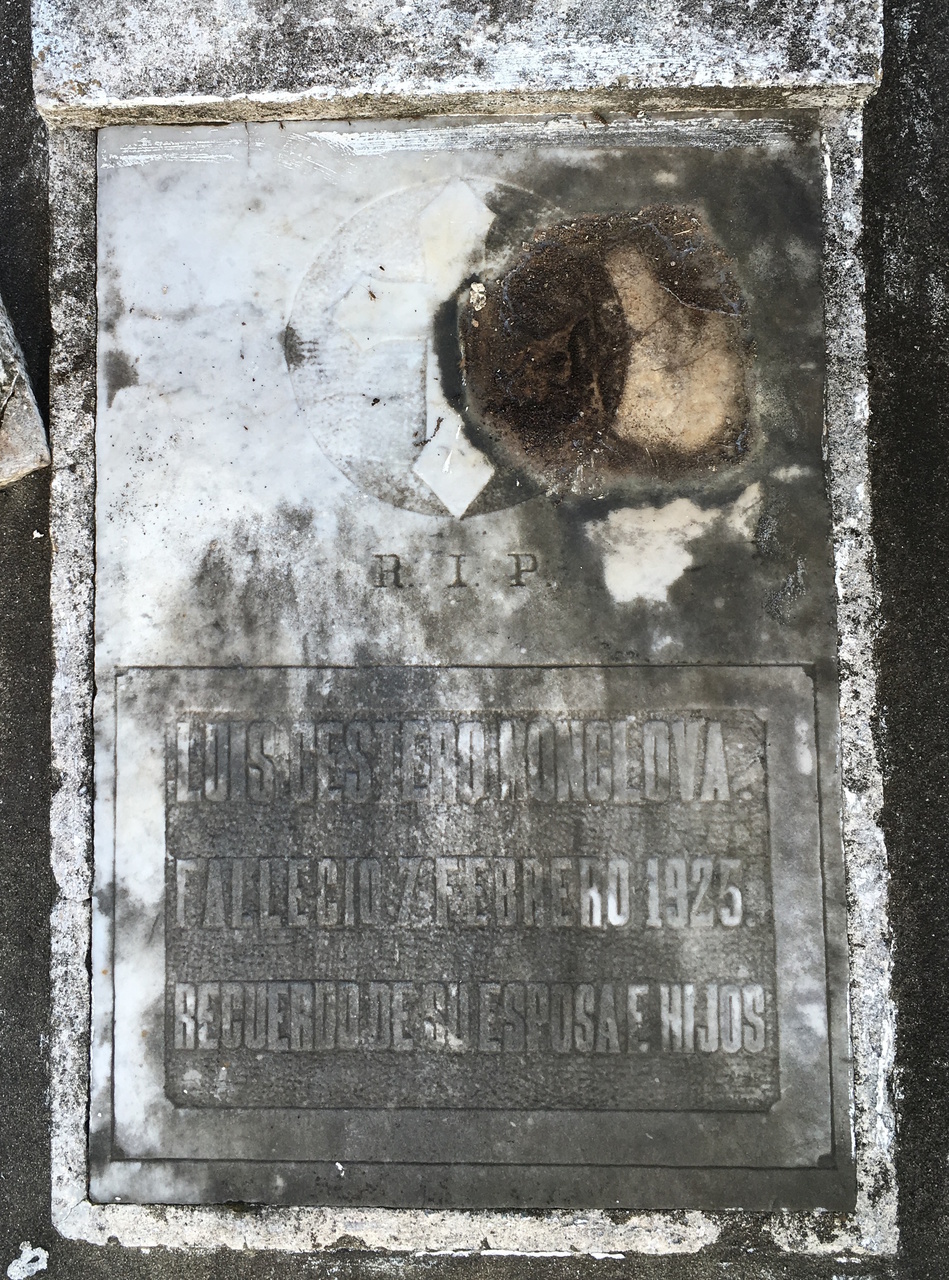 R. I. P.
LUIS CESTERO MONCLOVA.
FALLECIO 7 FEBRERO 1925.
RECUERDO DE SU ESPOSA E HIJOS